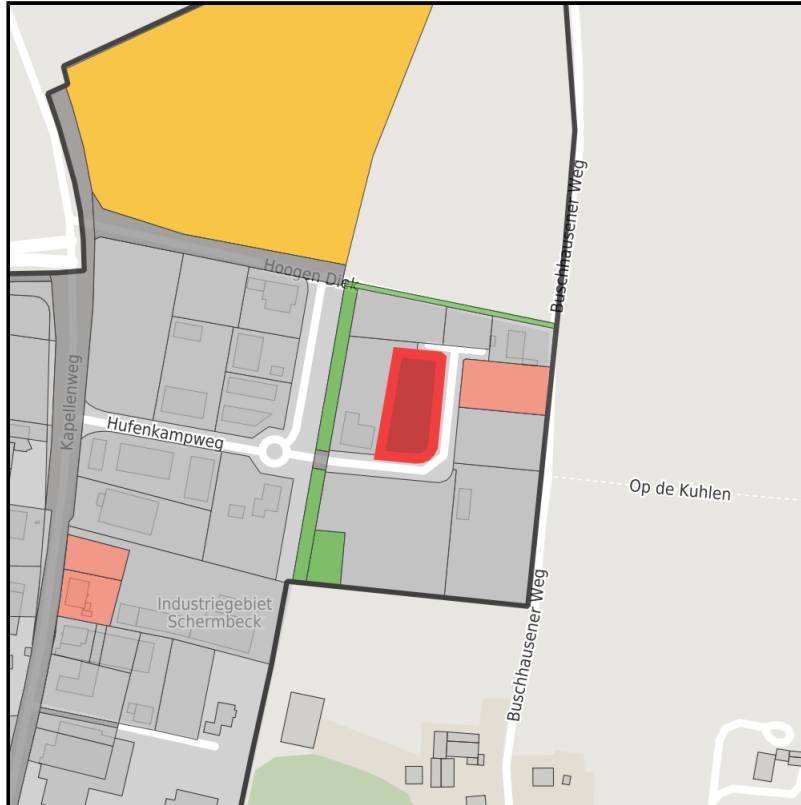 Buschhausener Weg
Hoogen Diek
Kapellenweg
Hufenkampweg
Op de Kuhlen
Industriegebiet
Schermbeck
Buschhausener Weg